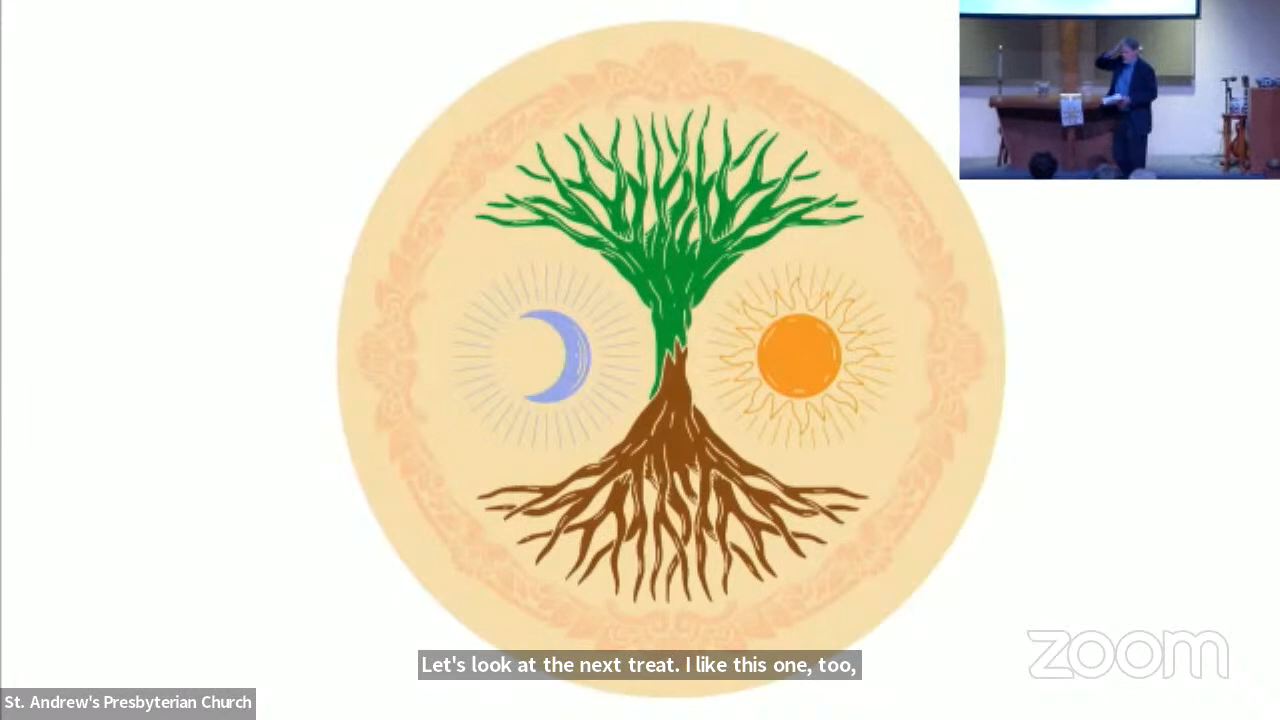 Let's look at the next treat. I like this one, too,
zoom
St. Andrew's Presbyterian Church